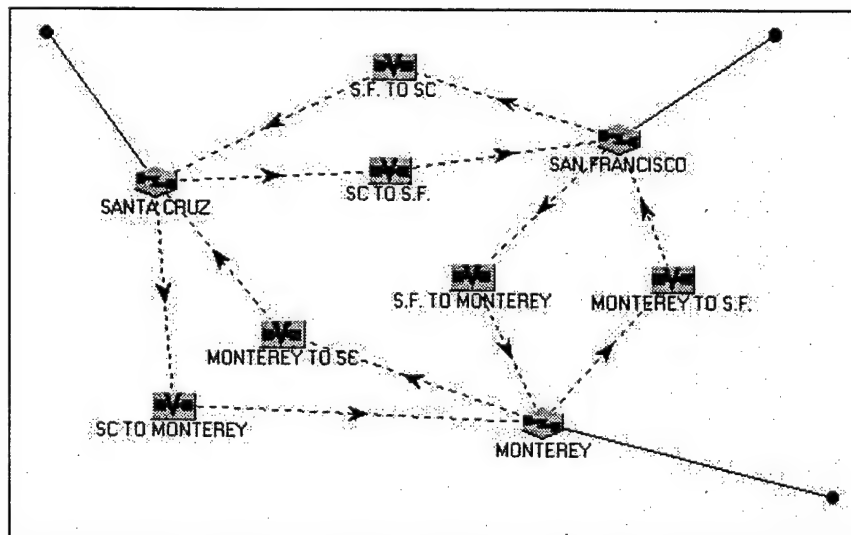 S.F. TO SC
SAN FRANCISCO
SC TO S.F.
SANTA CRUZ
S.F. TO MONTEREY
MONTEREY TO S.F.
MONTEREY TO SC
SC TO MONTEREY
MONTEREY